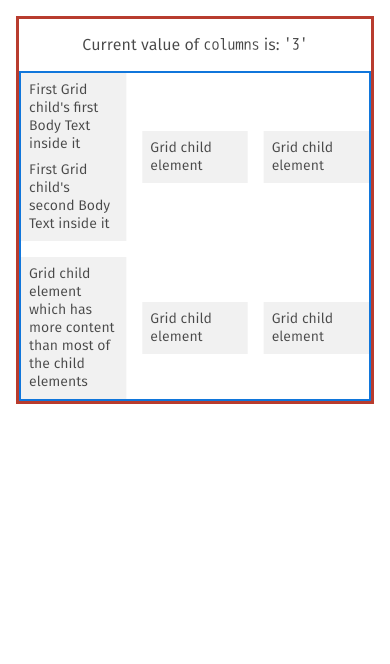 Current value of columns is: '3'
First Grid
child's first
Body Text
inside it
First Grid
child's
second Body
Text inside it
Grid child
element
Grid child
element
Grid child
element
which has
more content
than most of
the child
elements
Grid child
element
Grid child
element